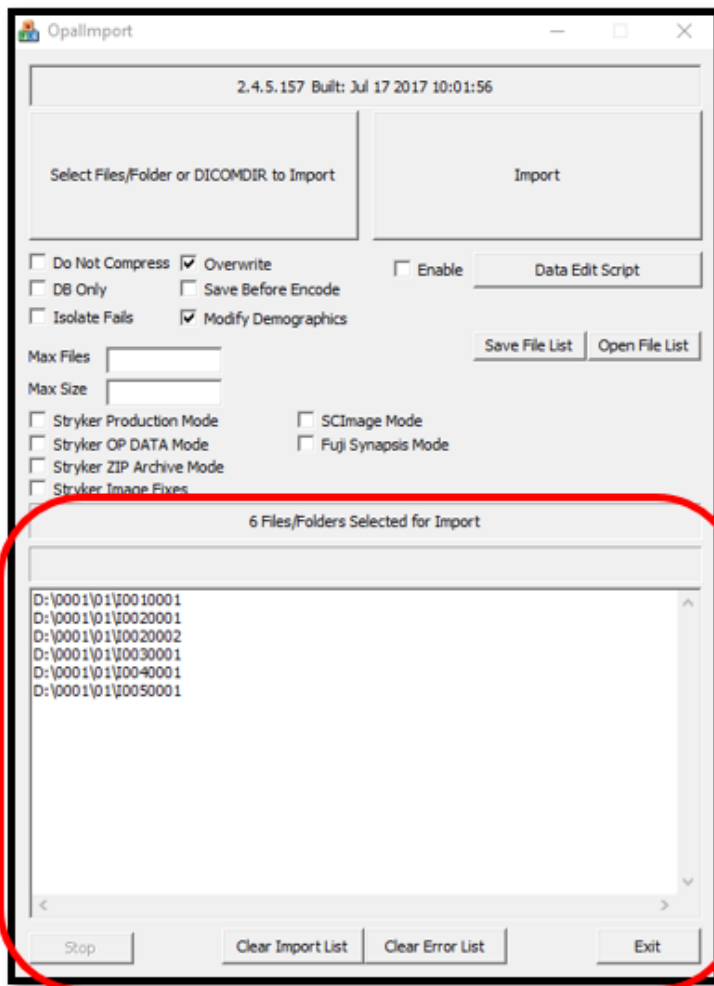 OpalImport
2.4.5.157 Built: Jul 17 2017 10:01:56
Select Files/Folder or DICOMDIR to Import
Import
Do Not Compress
Overwrite
Enable
Data Edit Script
DB Only
Save Before Encode
Isolate Fails
Modify Demographics
Save File List
Open File List
Max Files
Max Size
Stryker Production Mode
SCImage Mode
Stryker OP DATA Mode
Fuji Synapsis Mode
Stryker ZIP Archive Mode
Stryker Image Fixes
6 Files/Folders Selected for Import
D:\0001\01\I0010001
D:\0001\01\I0020001
D:\0001\01\I0020002
D:\0001\01\I0030001
D:\0001\01\I0040001
D:\0001\01\I0050001
Stop
Clear Import List
Clear Error List
Exit